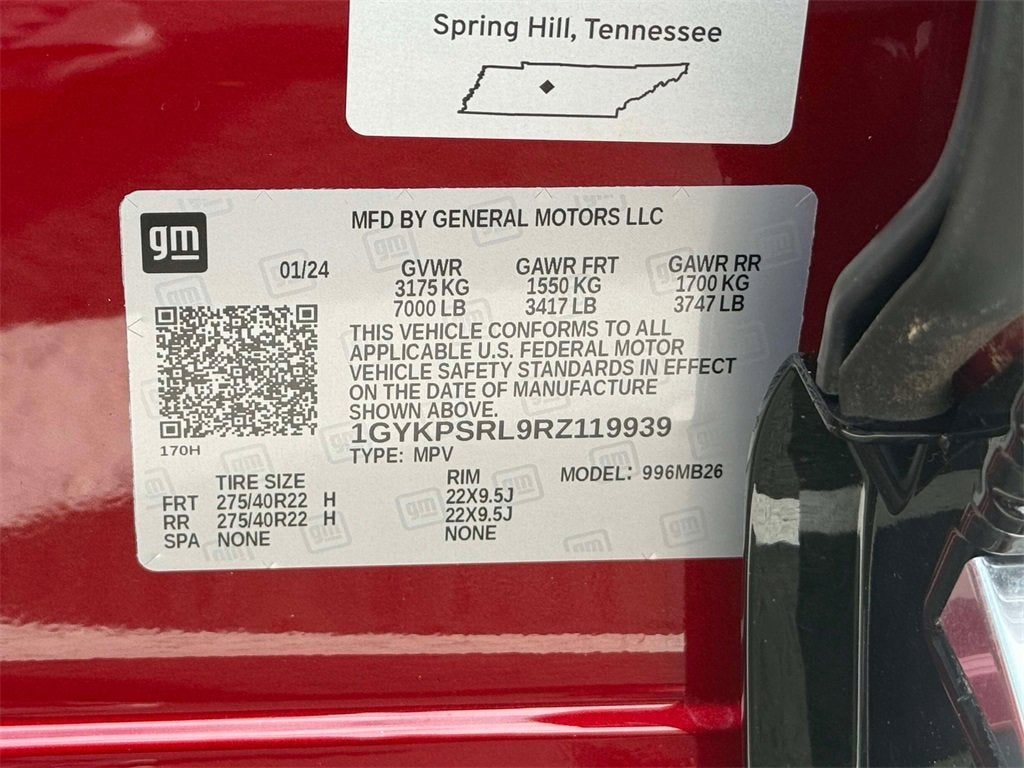 Spring Hill, Tennessee
gm
MFD BY GENERAL MOTORS LLC
01/24 GVWR GAWR FRT GAWR RR
3175 KG 1550 KG 1700 KG
7000 LB 3417 LB 3747 LB
THIS VEHICLE CONFORMS TO ALL
APPLICABLE U.S. FEDERAL MOTOR
VEHICLE SAFETY STANDARDS IN EFFECT
ON THE DATE OF MANUFACTURE
SHOWN ABOVE.
1GYKPSRL9RZ119939
170H
TYPE: MPV
TIRE SIZE RIM MODEL: 996MB26
FRT 275/40R22 H 22X9.5J
RR 275/40R22 H 22X9.5J
SPA NONE NONE